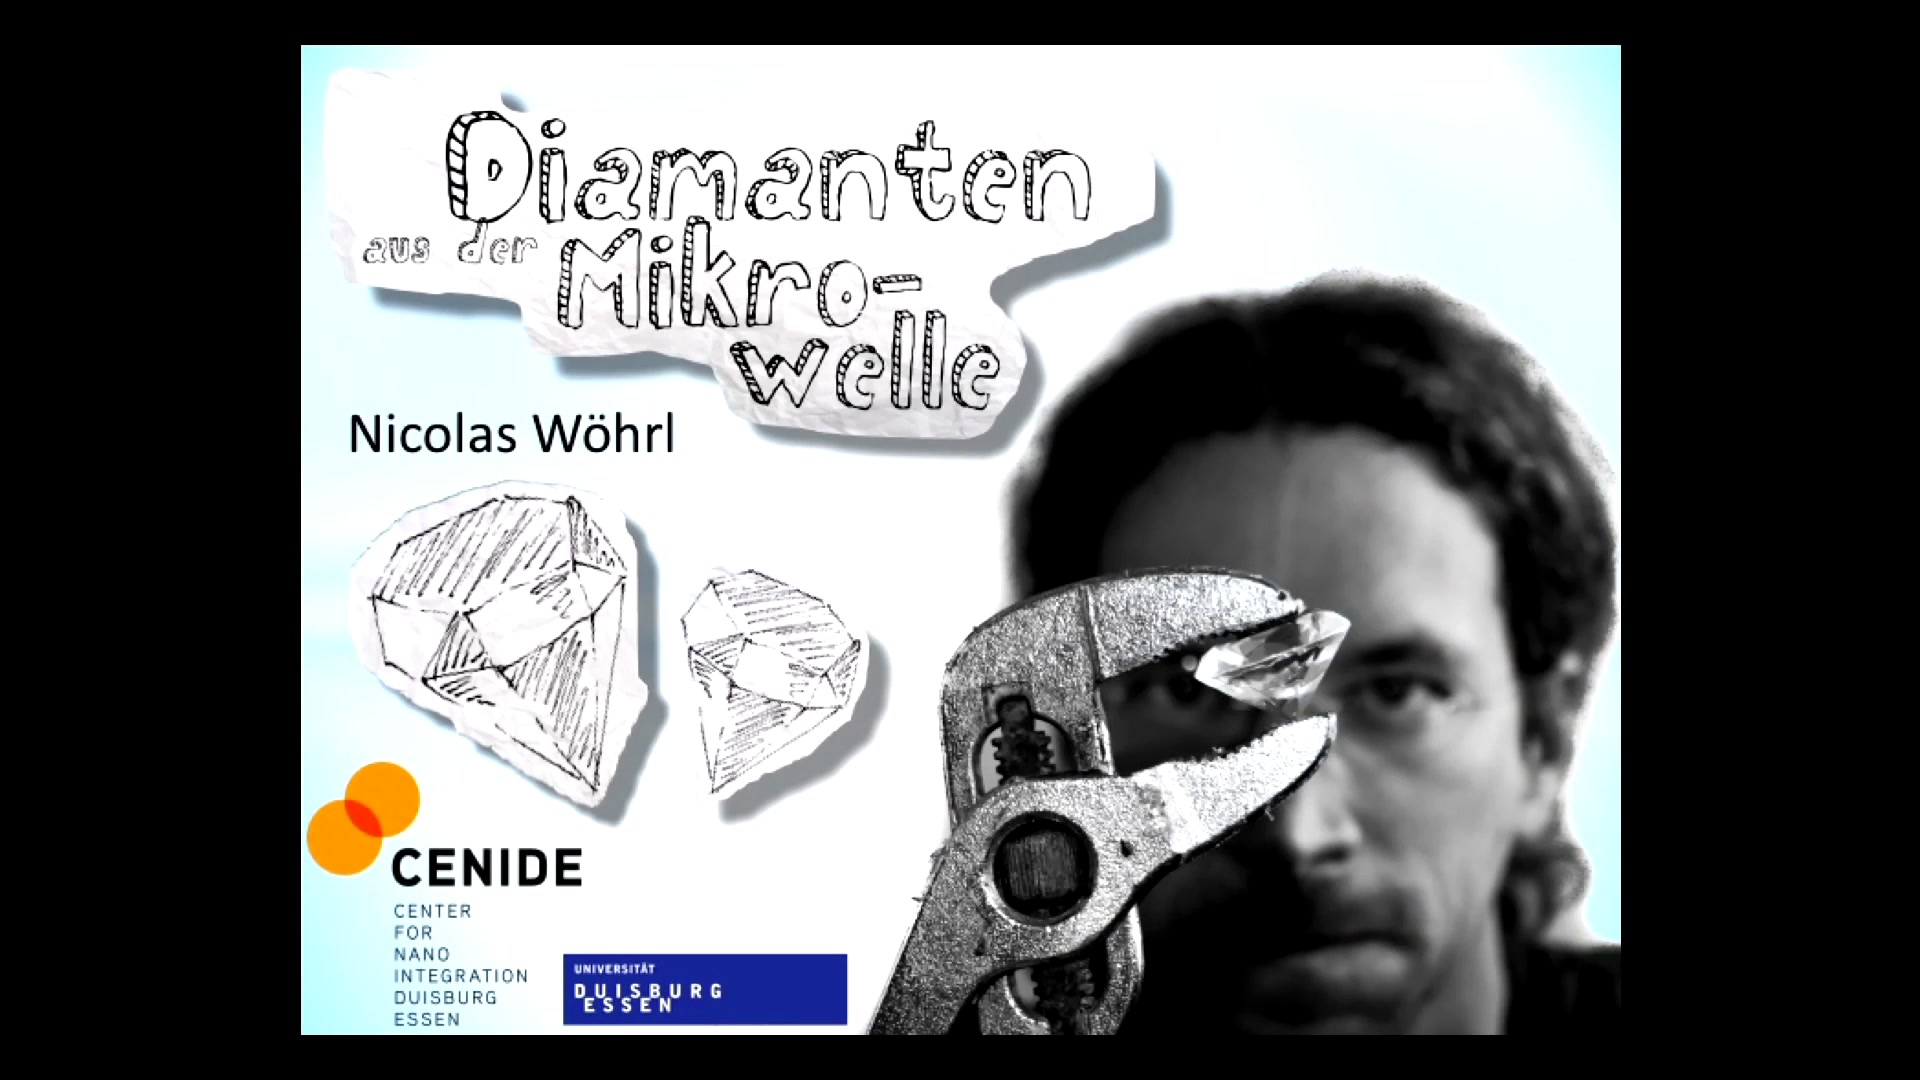 Diamanten
aus der Mikro-
welle
Nicolas Wöhrl
CENIDE
CENTER
FOR
NANO
INTEGRATION
DUISBURG
ESSEN
UNIVERSITÄT
DUISBURG
ESSEN